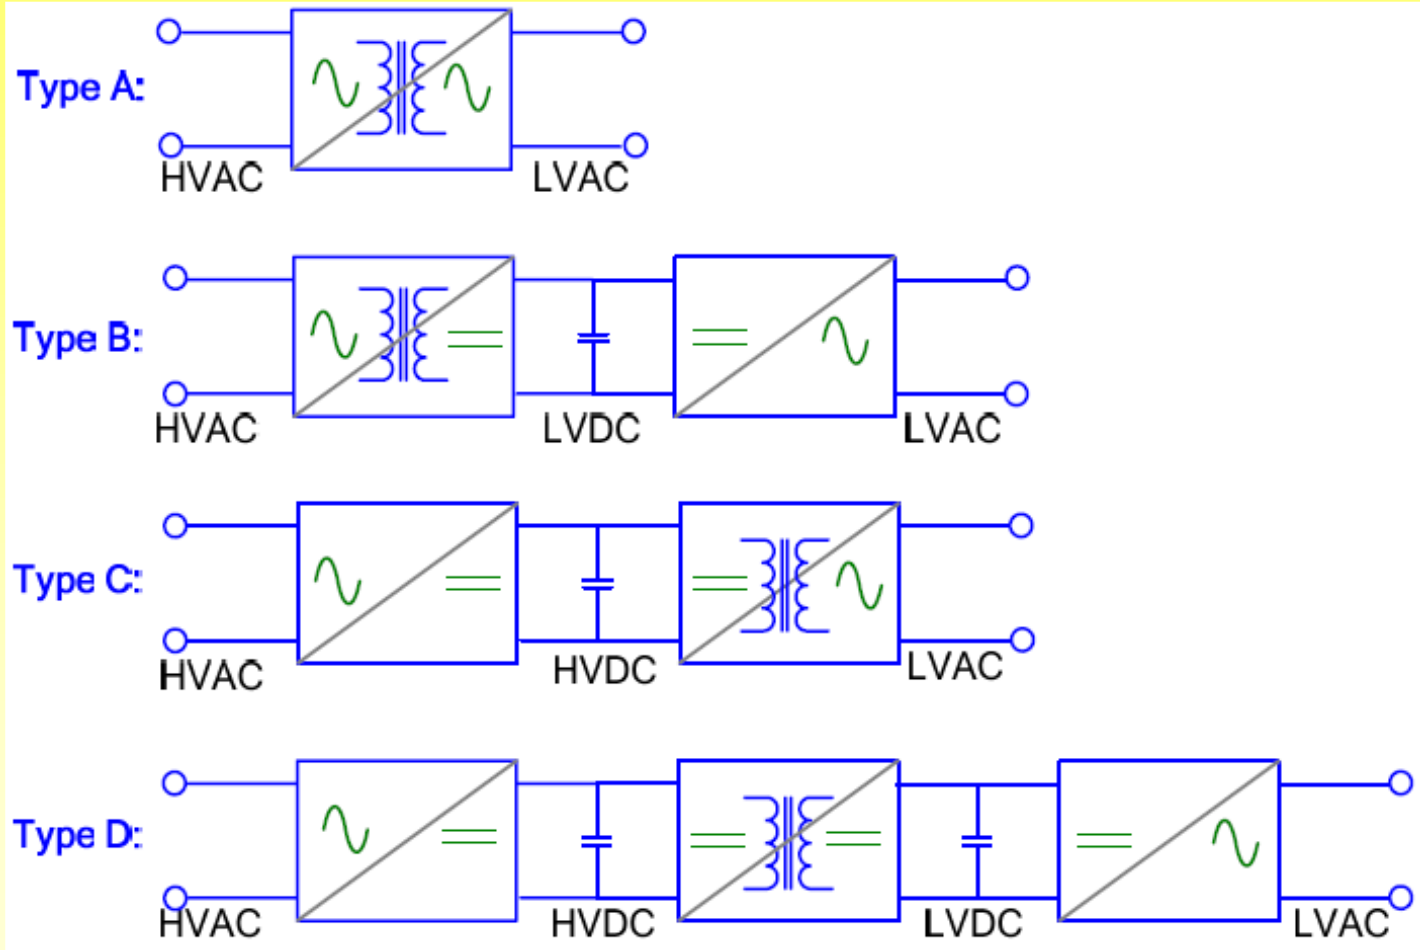 Type A:
HVAC
LVAC
Type B:
HVAC
LVDC
LVAC
Type C:
HVAC
HVDC
LVAC
Type D:
HVAC
HVDC
LVDC
LVAC